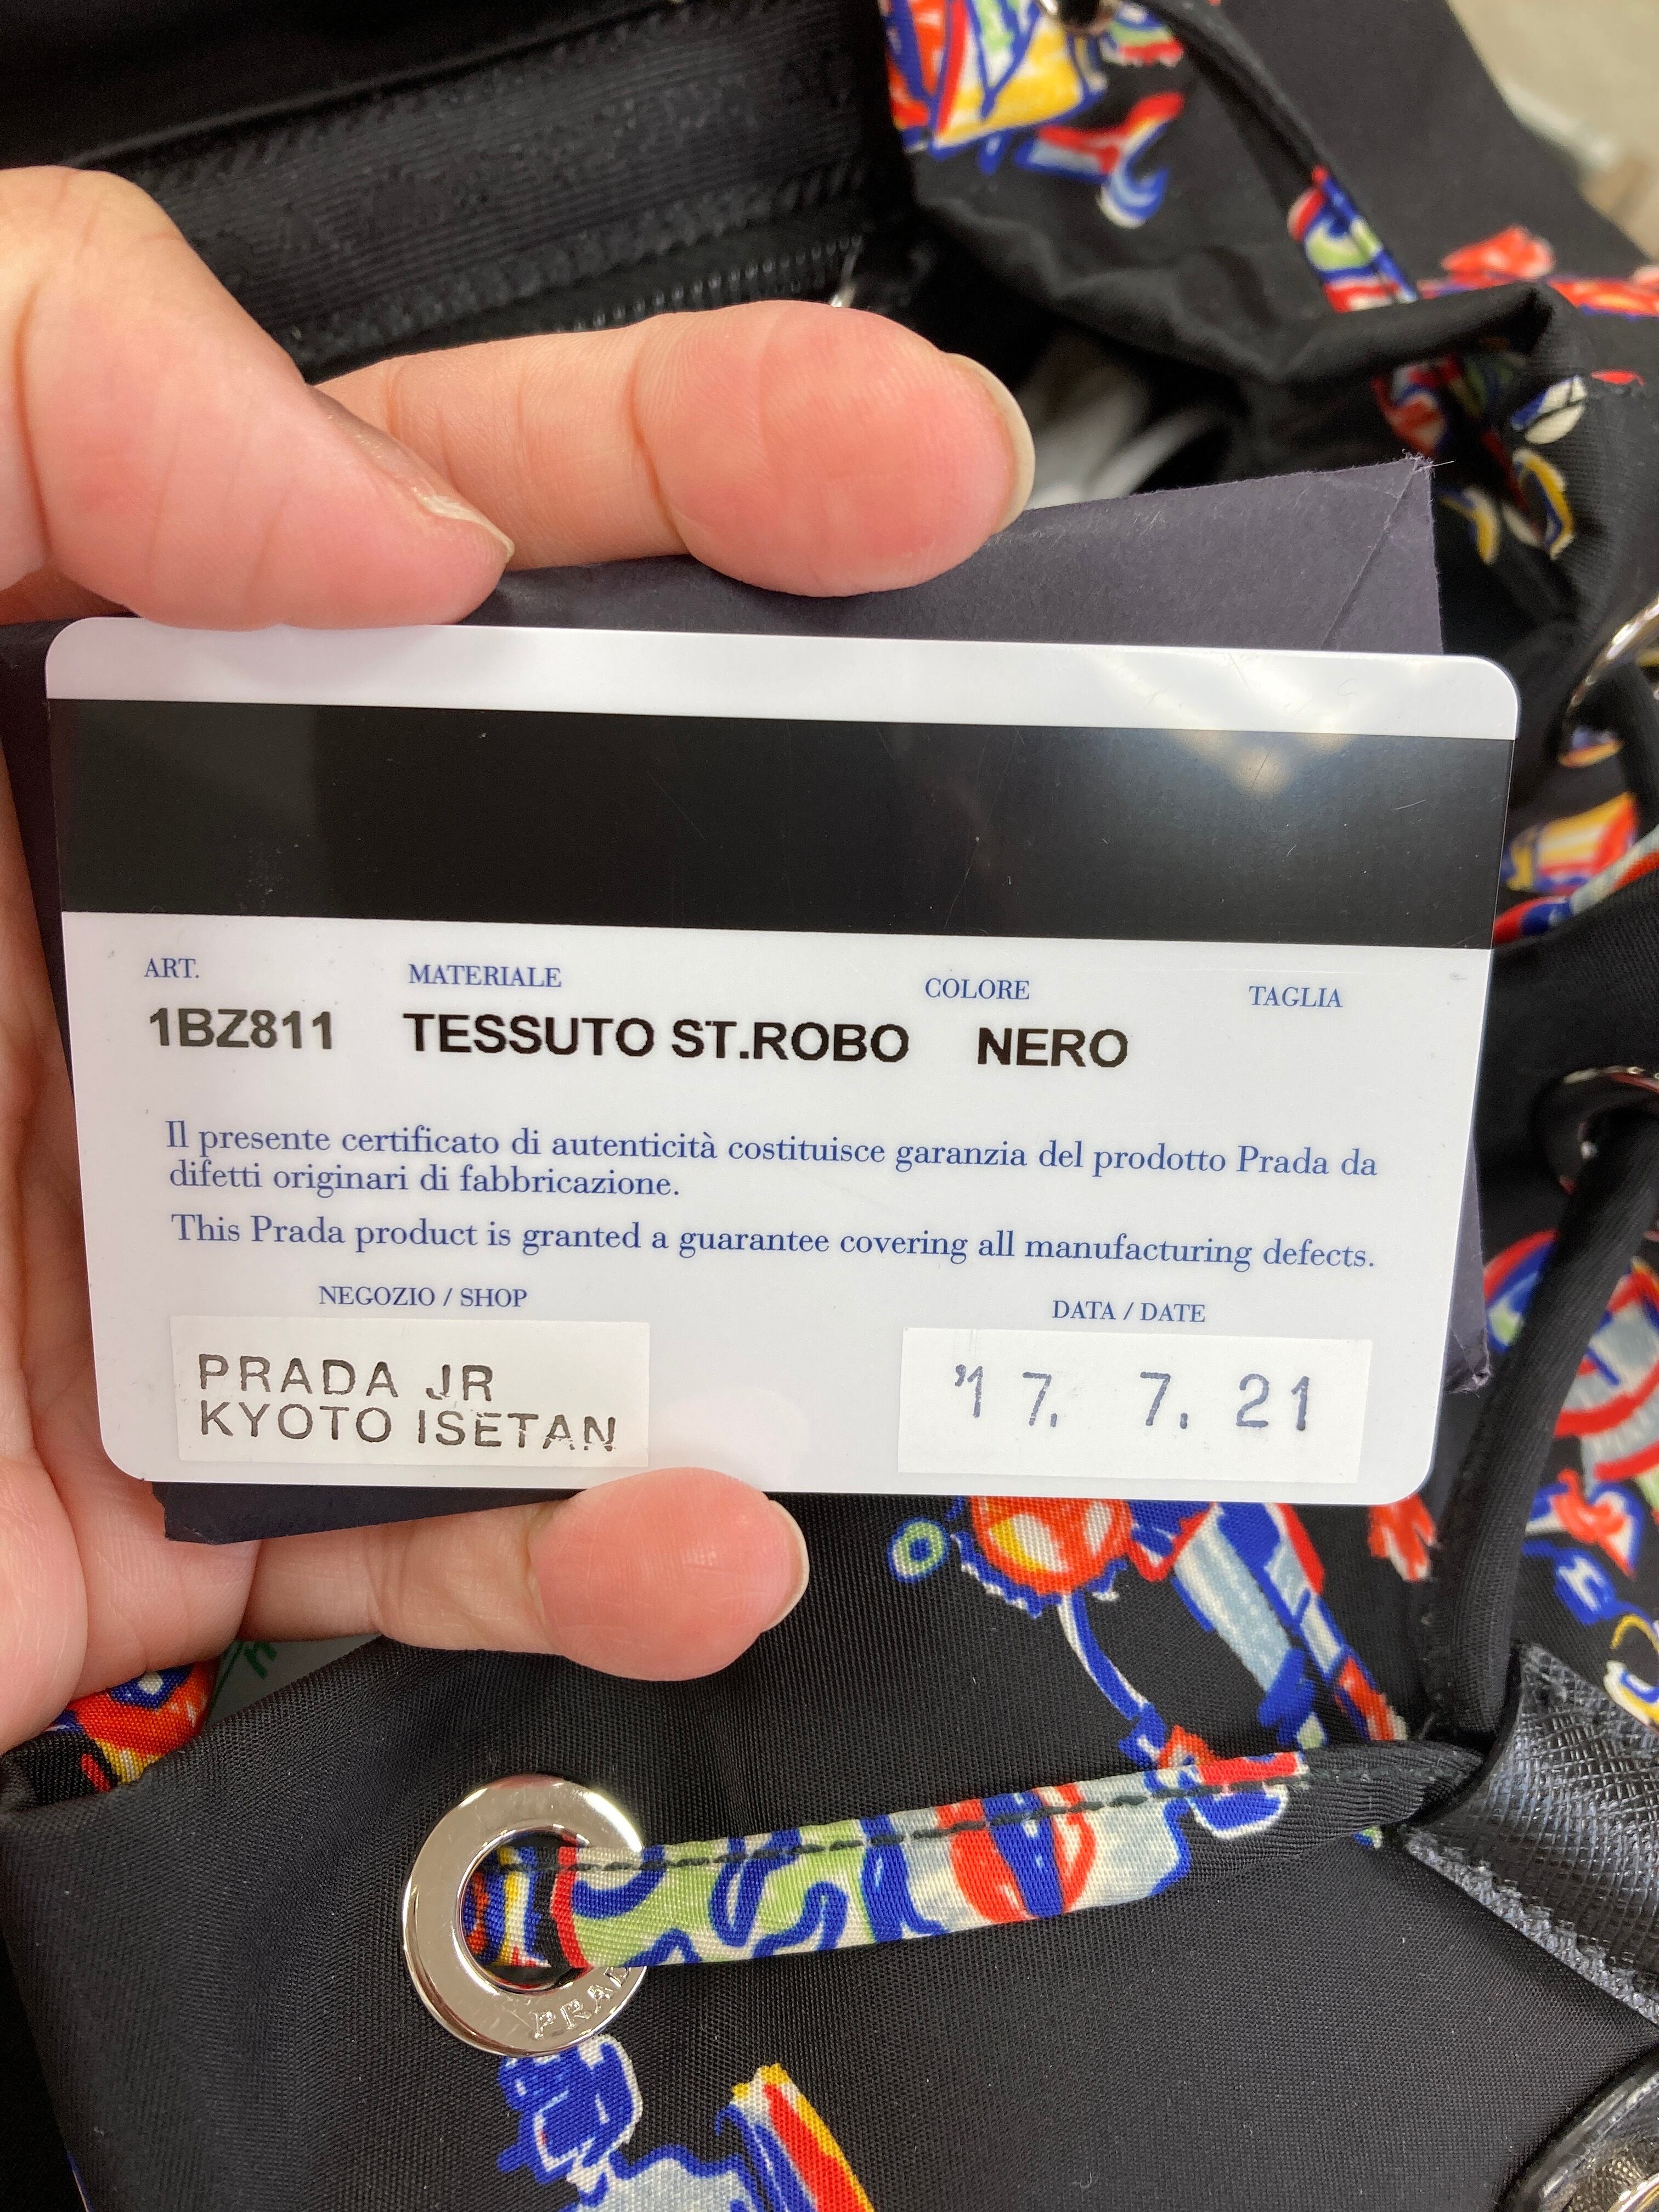 ART. MATERIALE COLORE TAGLIA
1BZ811 TESSUTO ST.ROBO NERO
Il presente certificato di autenticità costituisce garanzia del prodotto Prada da
difetti originari di fabbricazione.
This Prada product is granted a guarantee covering all manufacturing defects.
NEGOZIO / SHOP DATA / DATE
PRADA JR
KYOTO ISETAN
'17. 7. 21
PRAD